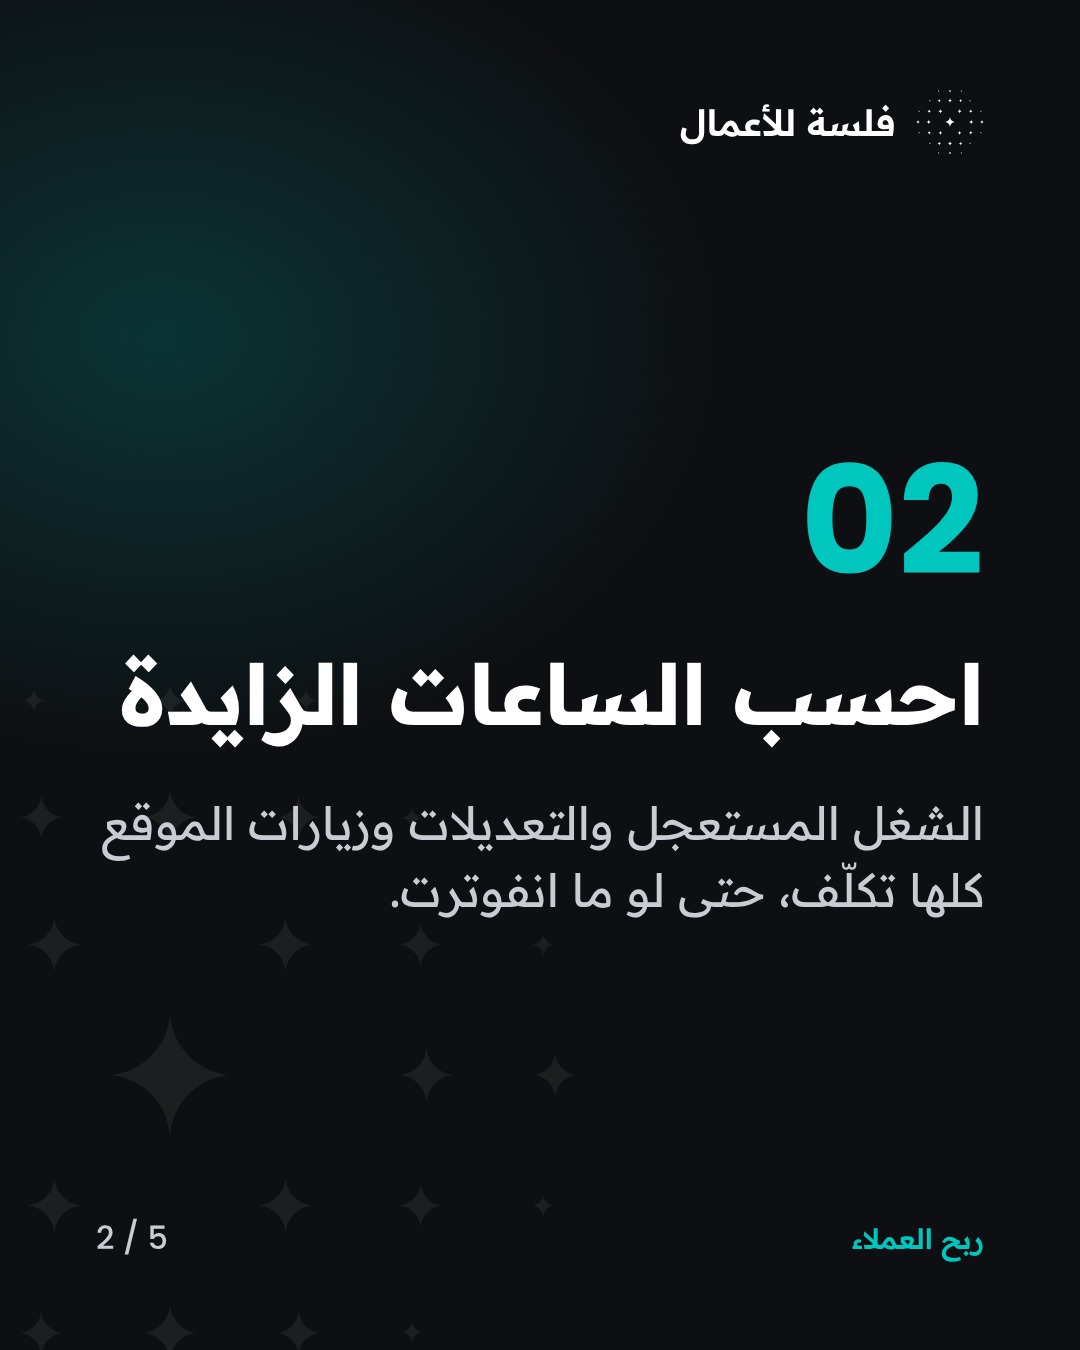 فلسة للأعمال
02
احسب الساعات الزايدة
الشغل المستعجل والتعديلات وزيارات الموقع
كلها تكلّف، حتى لو ما انفوترت.
ربح العملاء
2 / 5